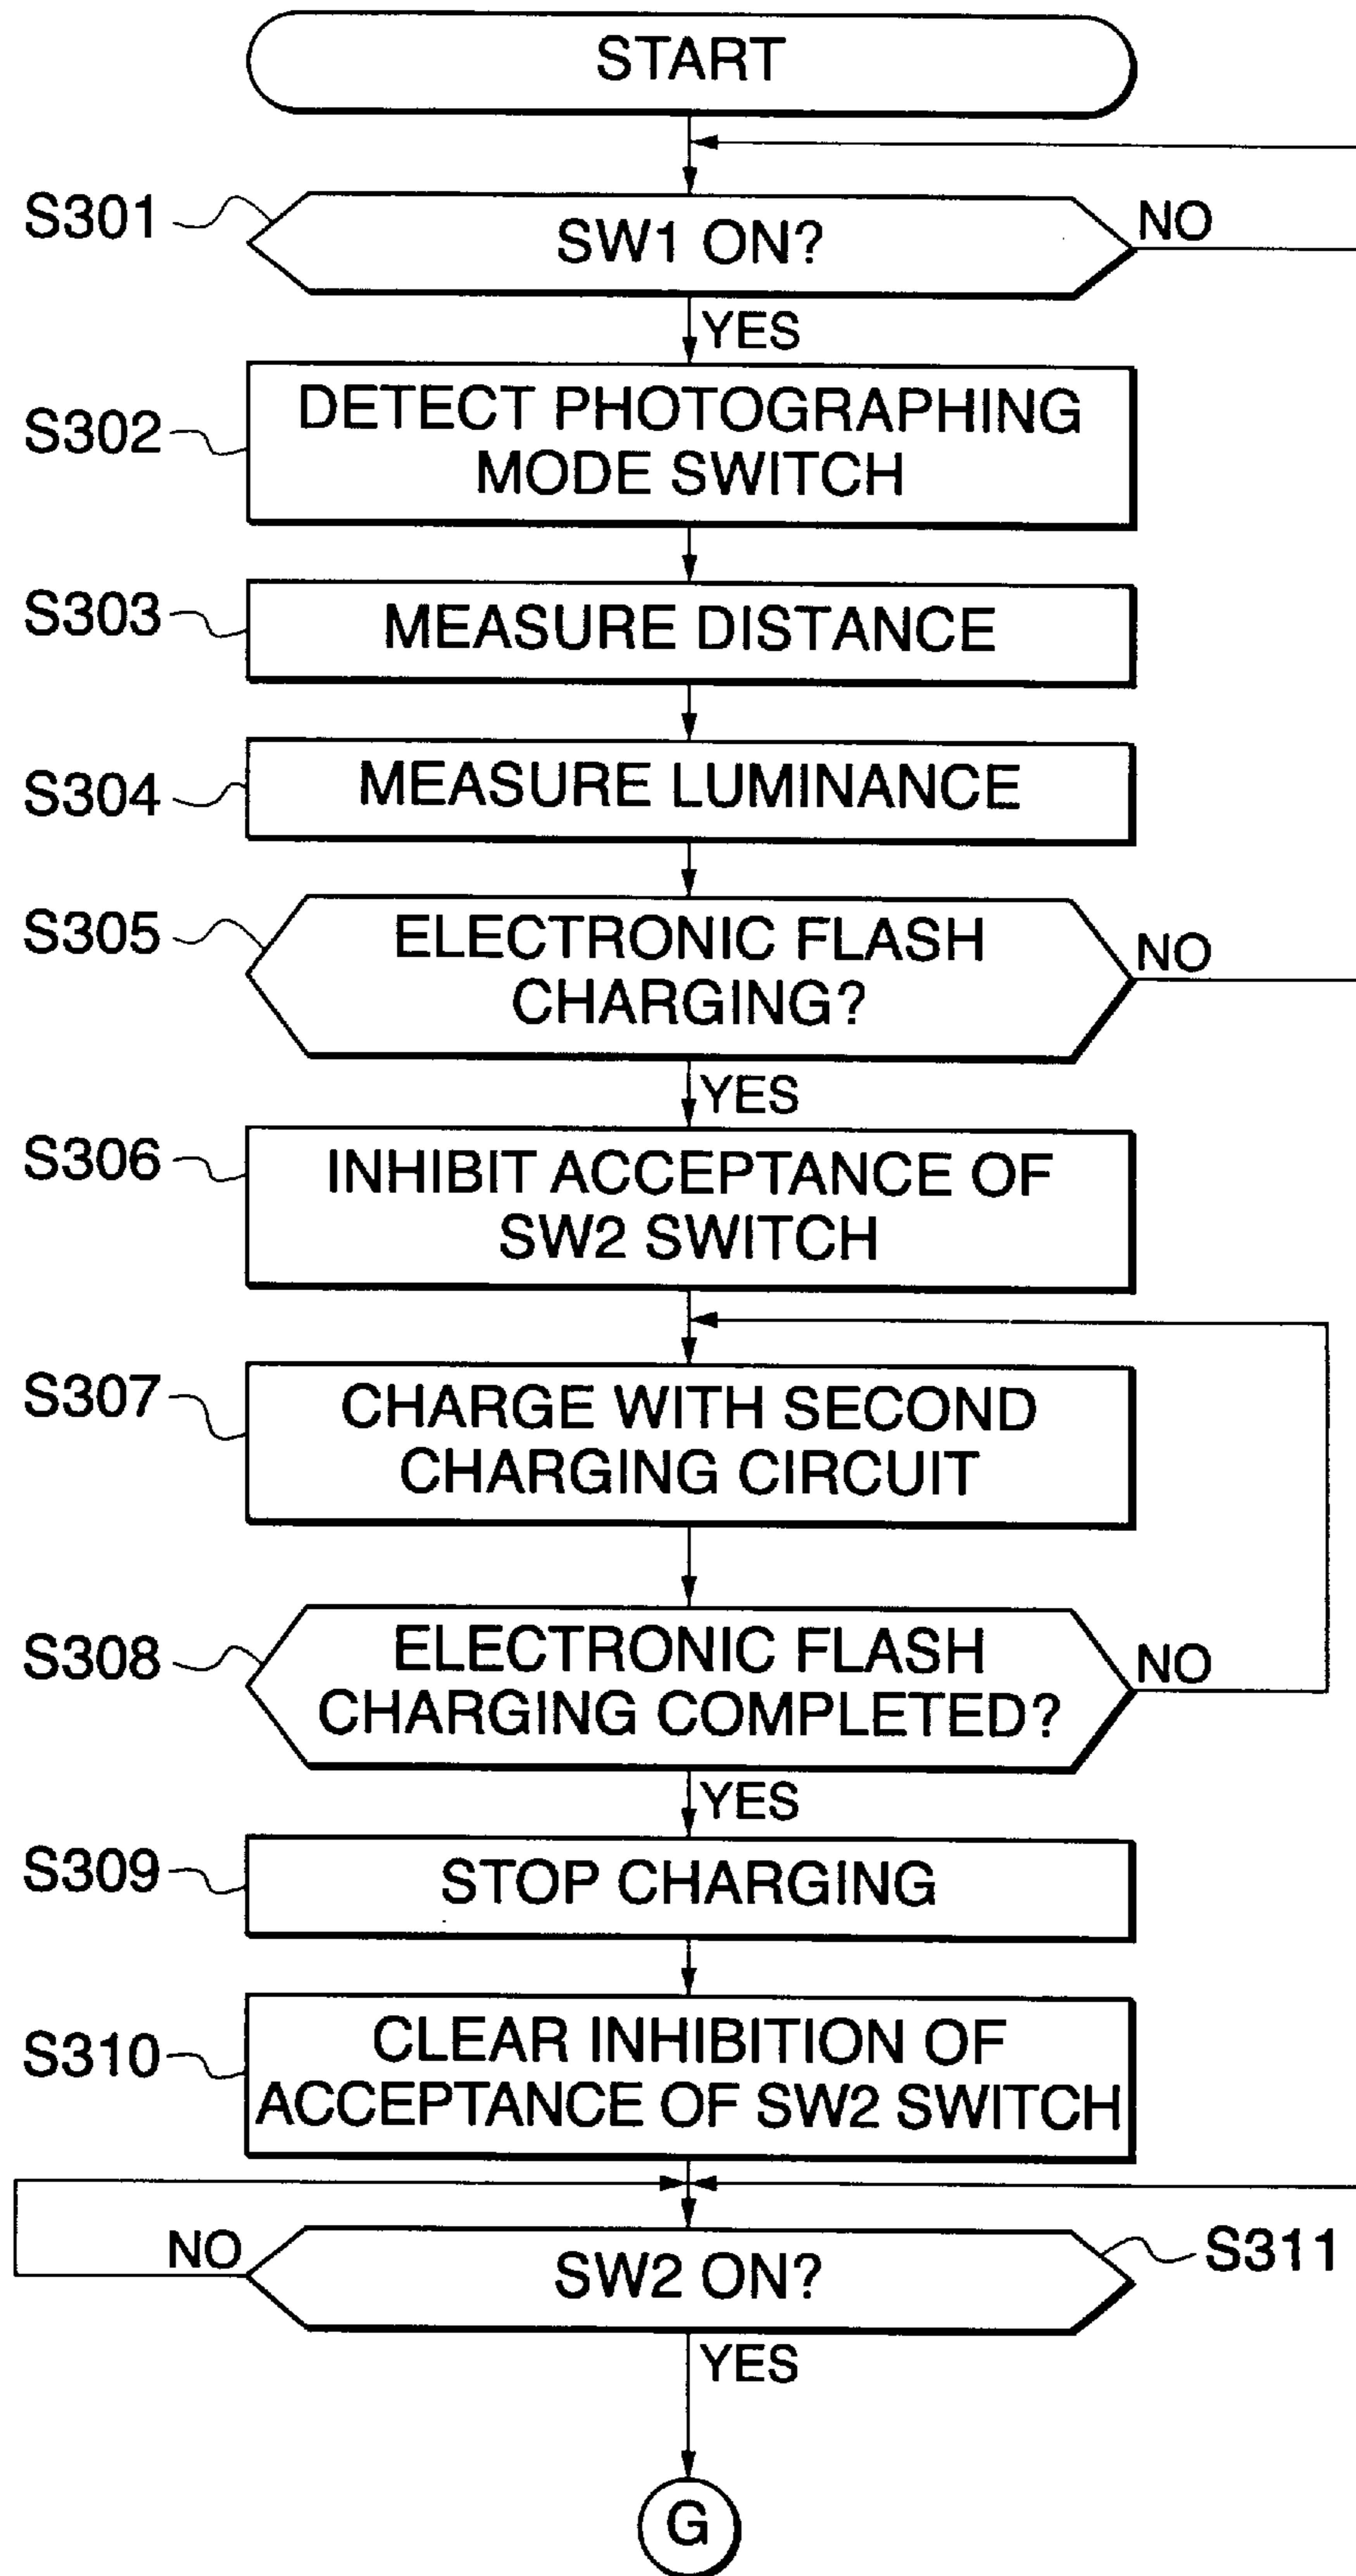 START
S301
SW1 ON?
NO
YES
S302
DETECT PHOTOGRAPHING
MODE SWITCH
S303
MEASURE DISTANCE
S304
MEASURE LUMINANCE
S305
ELECTRONIC FLASH
CHARGING?
NO
YES
S306
INHIBIT ACCEPTANCE OF
SW2 SWITCH
S307
CHARGE WITH SECOND
CHARGING CIRCUIT
S308
ELECTRONIC FLASH
CHARGING COMPLETED?
NO
YES
S309
STOP CHARGING
S310
CLEAR INHIBITION OF
ACCEPTANCE OF SW2 SWITCH
NO
SW2 ON?
S311
YES
G